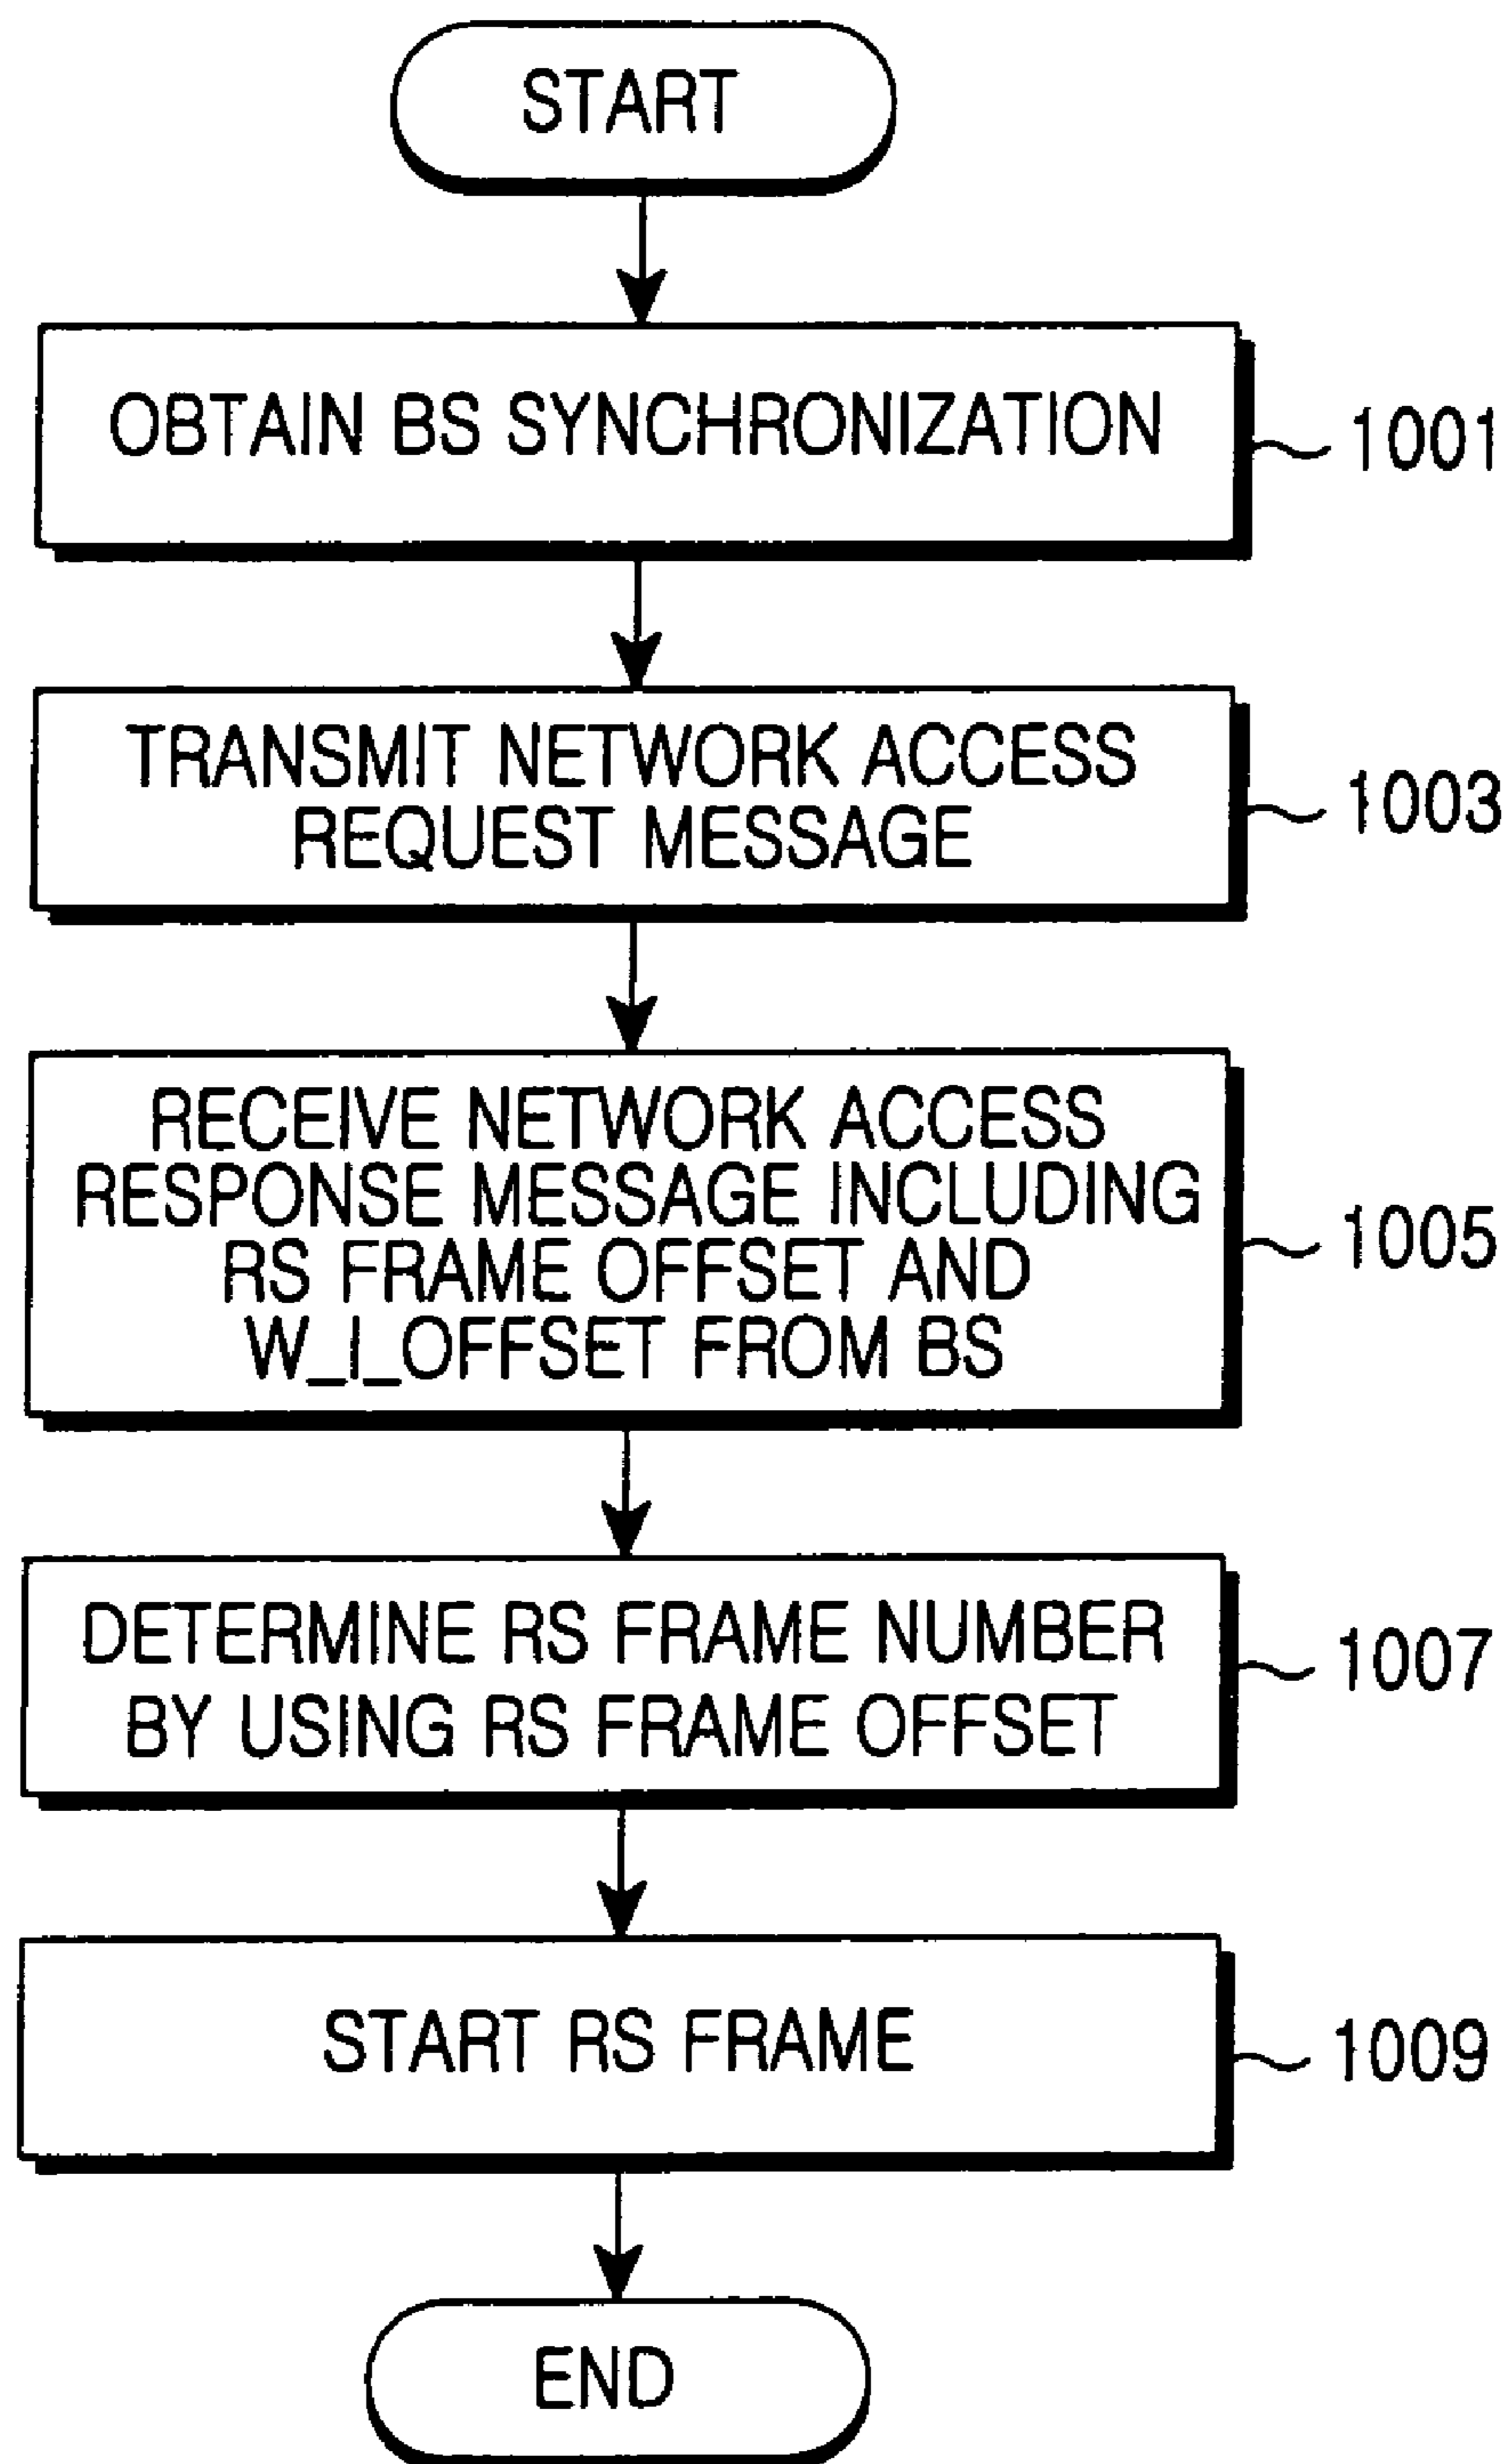 START
OBTAIN BS SYNCHRONIZATION
1001
TRANSMIT NETWORK ACCESS
REQUEST MESSAGE
1003
RECEIVE NETWORK ACCESS
RESPONSE MESSAGE INCLUDING
RS FRAME OFFSET AND
W_I_OFFSET FROM BS
1005
DETERMINE RS FRAME NUMBER
BY USING RS FRAME OFFSET
1007
START RS FRAME
1009
END